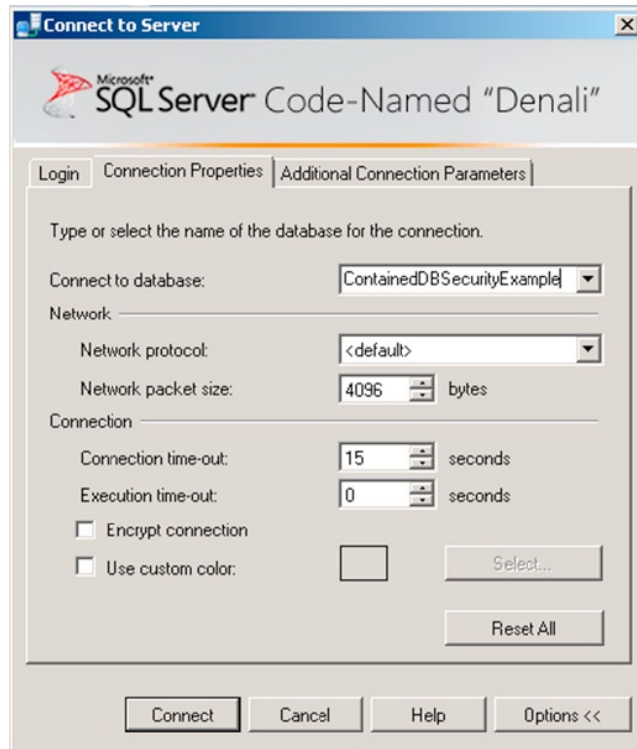 Connect to Server
Microsoft®
SQL Server Code-Named "Denali"
Login Connection Properties Additional Connection Parameters
Type or select the name of the database for the connection.
Connect to database: ContainedDBSecurityExample
Network
Network protocol: <default>
Network packet size: 4096 bytes
Connection
Connection time-out: 15 seconds
Execution time-out: 0 seconds
Encrypt connection
Use custom color: Select...
Reset All
Connect Cancel Help Options <<